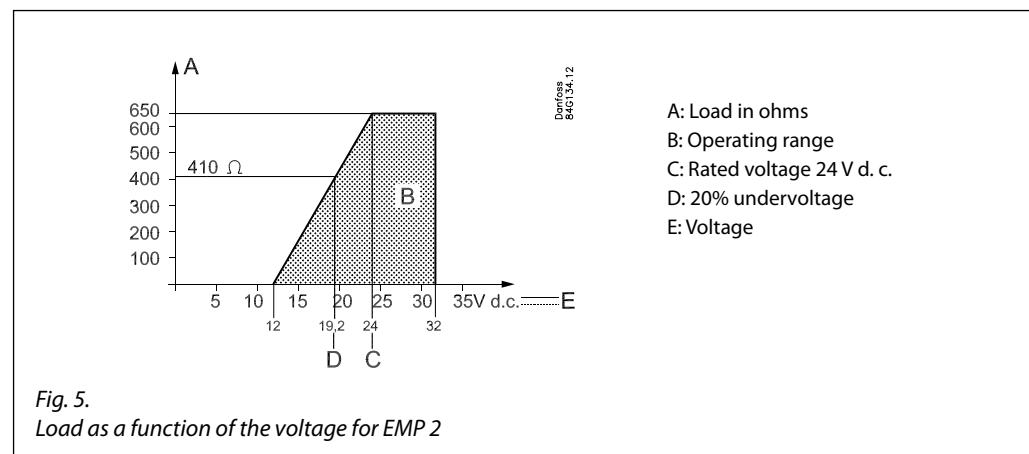 A
Danfoss
84G134.12
650
600
500
410 Ω
400
300
200
100
B
5 10 15 20 25 30 35V d.c. E
12 19,2 24 32
D C
A: Load in ohms
B: Operating range
C: Rated voltage 24 V d. c.
D: 20% undervoltage
E: Voltage
Fig. 5.
Load as a function of the voltage for EMP 2